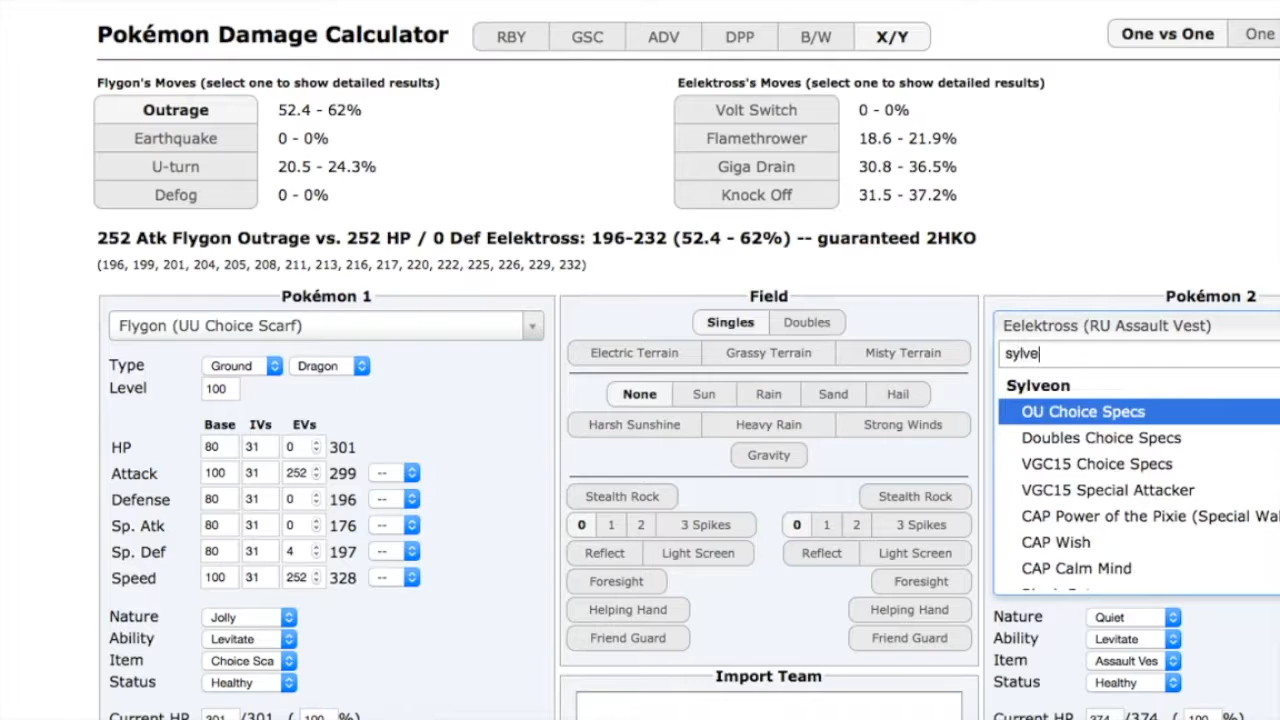 Pokémon Damage Calculator RBY GSC ADV DPP B/W X/Y One vs One One
Flygon's Moves (select one to show detailed results) Eelektross's Moves (select one to show detailed results)
Outrage 52.4 - 62% Volt Switch 0 - 0%
Earthquake 0 - 0% Flamethrower 18.6 - 21.9%
U-turn 20.5 - 24.3% Giga Drain 30.8 - 36.5%
Defog 0 - 0% Knock Off 31.5 - 37.2%
252 Atk Flygon Outrage vs. 252 HP / 0 Def Eelektross: 196-232 (52.4 - 62%) -- guaranteed 2HKO
(196, 199, 201, 204, 205, 208, 211, 213, 216, 217, 220, 222, 225, 226, 229, 232)
Pokémon 1
Flygon (UU Choice Scarf)
Type Ground Dragon
Level 100
Base IVs EVs
HP 80 31 0 301
Attack 100 31 252 299 --
Defense 80 31 0 196 --
Sp. Atk 80 31 0 176 --
Sp. Def 80 31 4 197 --
Speed 100 31 252 328 --
Nature Jolly
Ability Levitate
Item Choice Sca
Status Healthy
Current HP 301 /301 ( 100 %)
Field
Singles Doubles
Electric Terrain Grassy Terrain Misty Terrain
None Sun Rain Sand Hail
Harsh Sunshine Heavy Rain Strong Winds
Gravity
Stealth Rock Stealth Rock
0 1 2 3 Spikes 0 1 2 3 Spikes
Reflect Light Screen Reflect Light Screen
Foresight Foresight
Helping Hand Helping Hand
Friend Guard Friend Guard
Import Team
Pokémon 2
Eelektross (RU Assault Vest)
sylve
Sylveon
OU Choice Specs
Doubles Choice Specs
VGC15 Choice Specs
VGC15 Special Attacker
CAP Power of the Pixie (Special Wal
CAP Wish
CAP Calm Mind
Nature Quiet
Ability Levitate
Item Assault Ves
Status Healthy
Current HP 374 /374 ( 100 %)